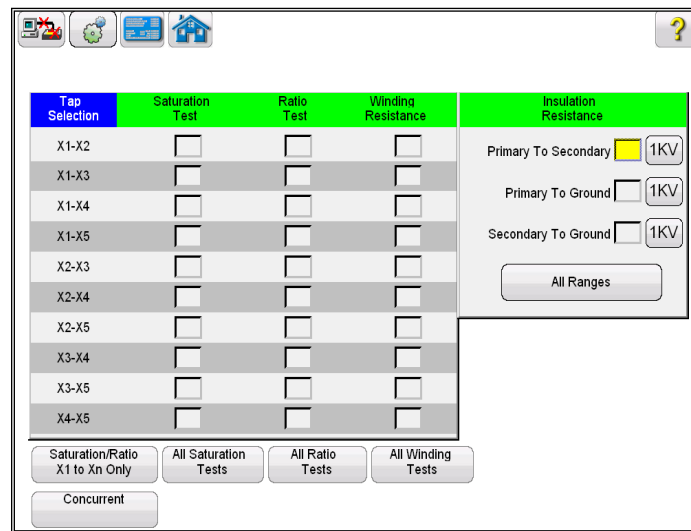 ?
Tap Selection Saturation Test Ratio Test Winding Resistance
X1-X2
X1-X3
X1-X4
X1-X5
X2-X3
X2-X4
X2-X5
X3-X4
X3-X5
X4-X5
Insulation
Resistance
Primary To Secondary 1KV
Primary To Ground 1KV
Secondary To Ground 1KV
All Ranges
Saturation/Ratio
X1 to Xn Only
All Saturation
Tests
All Ratio
Tests
All Winding
Tests
Concurrent